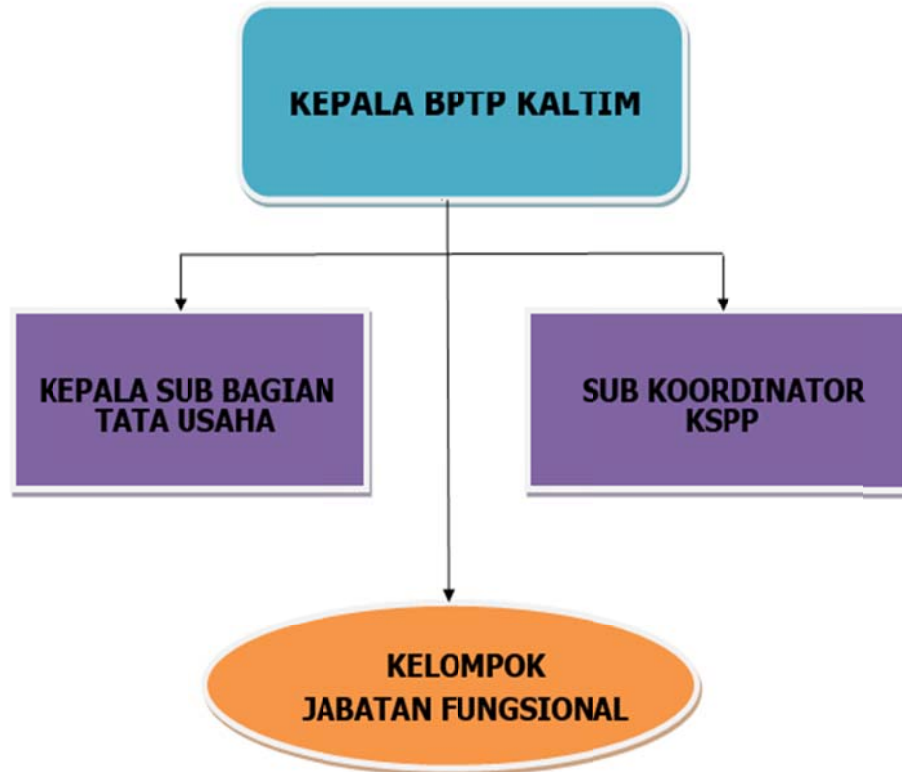 KEPALA BPTP KALTIM
KEPALA SUB BAGIAN
TATA USAHA
SUB KOORDINATOR
KSPP
KELOMPOK
JABATAN FUNGSIONAL